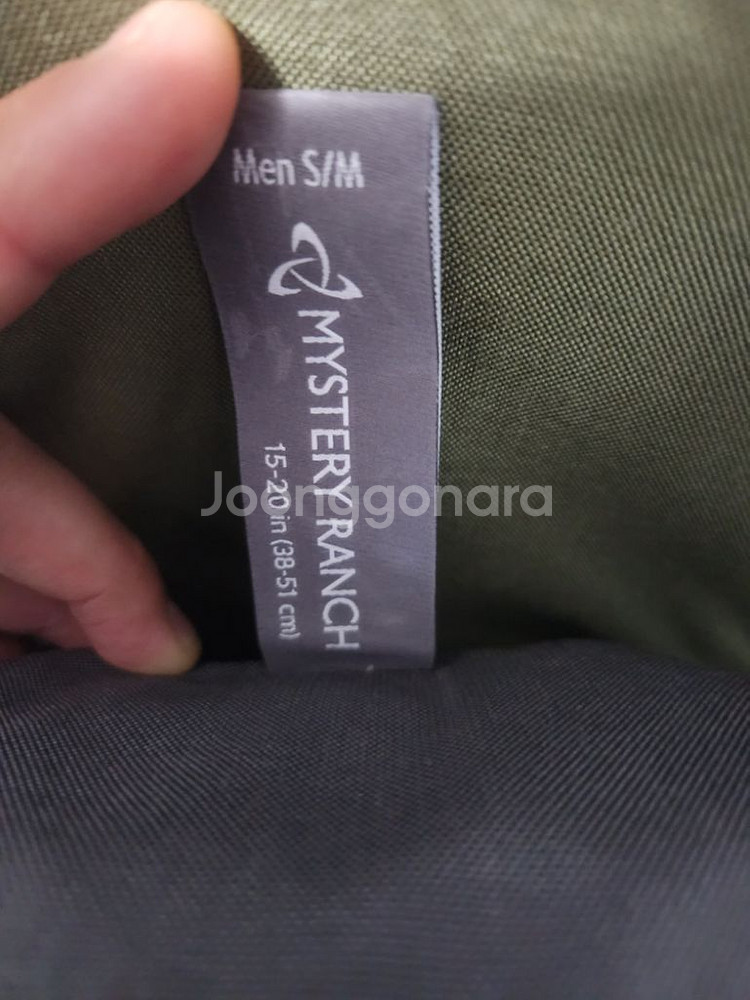 Men S/M
MYSTERY RANCH
15-20 in (38-51 cm)
Joonggonara